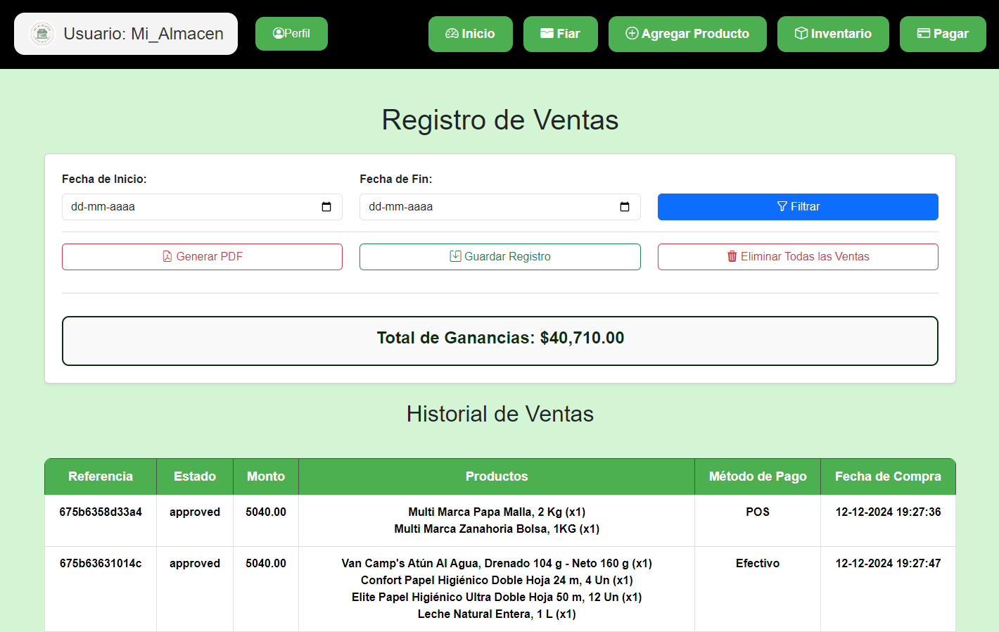 Usuario: Mi_Almacen
Perfil
Inicio
Fiar
Agregar Producto
Inventario
Pagar
Registro de Ventas
Fecha de Inicio:
Fecha de Fin:
dd-mm-aaaa
dd-mm-aaaa
Filtrar
Generar PDF
Guardar Registro
Eliminar Todas las Ventas
Total de Ganancias: $40,710.00
Historial de Ventas
Referencia Estado Monto Productos Método de Pago Fecha de Compra
675b6358d33a4 approved 5040.00 Multi Marca Papa Malla, 2 Kg (x1) POS 12-12-2024 19:27:36
Multi Marca Zanahoria Bolsa, 1KG (x1)
675b63631014c approved 5040.00 Van Camp's Atún Al Agua, Drenado 104 g - Neto 160 g (x1) Efectivo 12-12-2024 19:27:47
Confort Papel Higiénico Doble Hoja 24 m, 4 Un (x1)
Elite Papel Higiénico Ultra Doble Hoja 50 m, 12 Un (x1)
Leche Natural Entera, 1 L (x1)